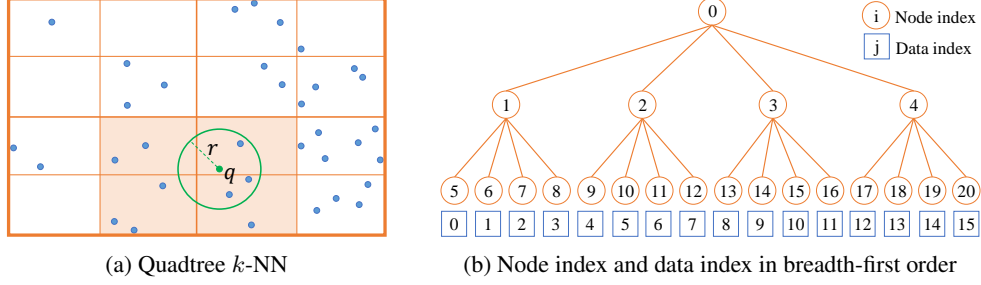 r
q
(a) Quadtree k-NN
0
i Node index
j Data index
1 2 3 4
5 6 7 8 9 10 11 12 13 14 15 16 17 18 19 20
0 1 2 3 4 5 6 7 8 9 10 11 12 13 14 15
(b) Node index and data index in breadth-first order